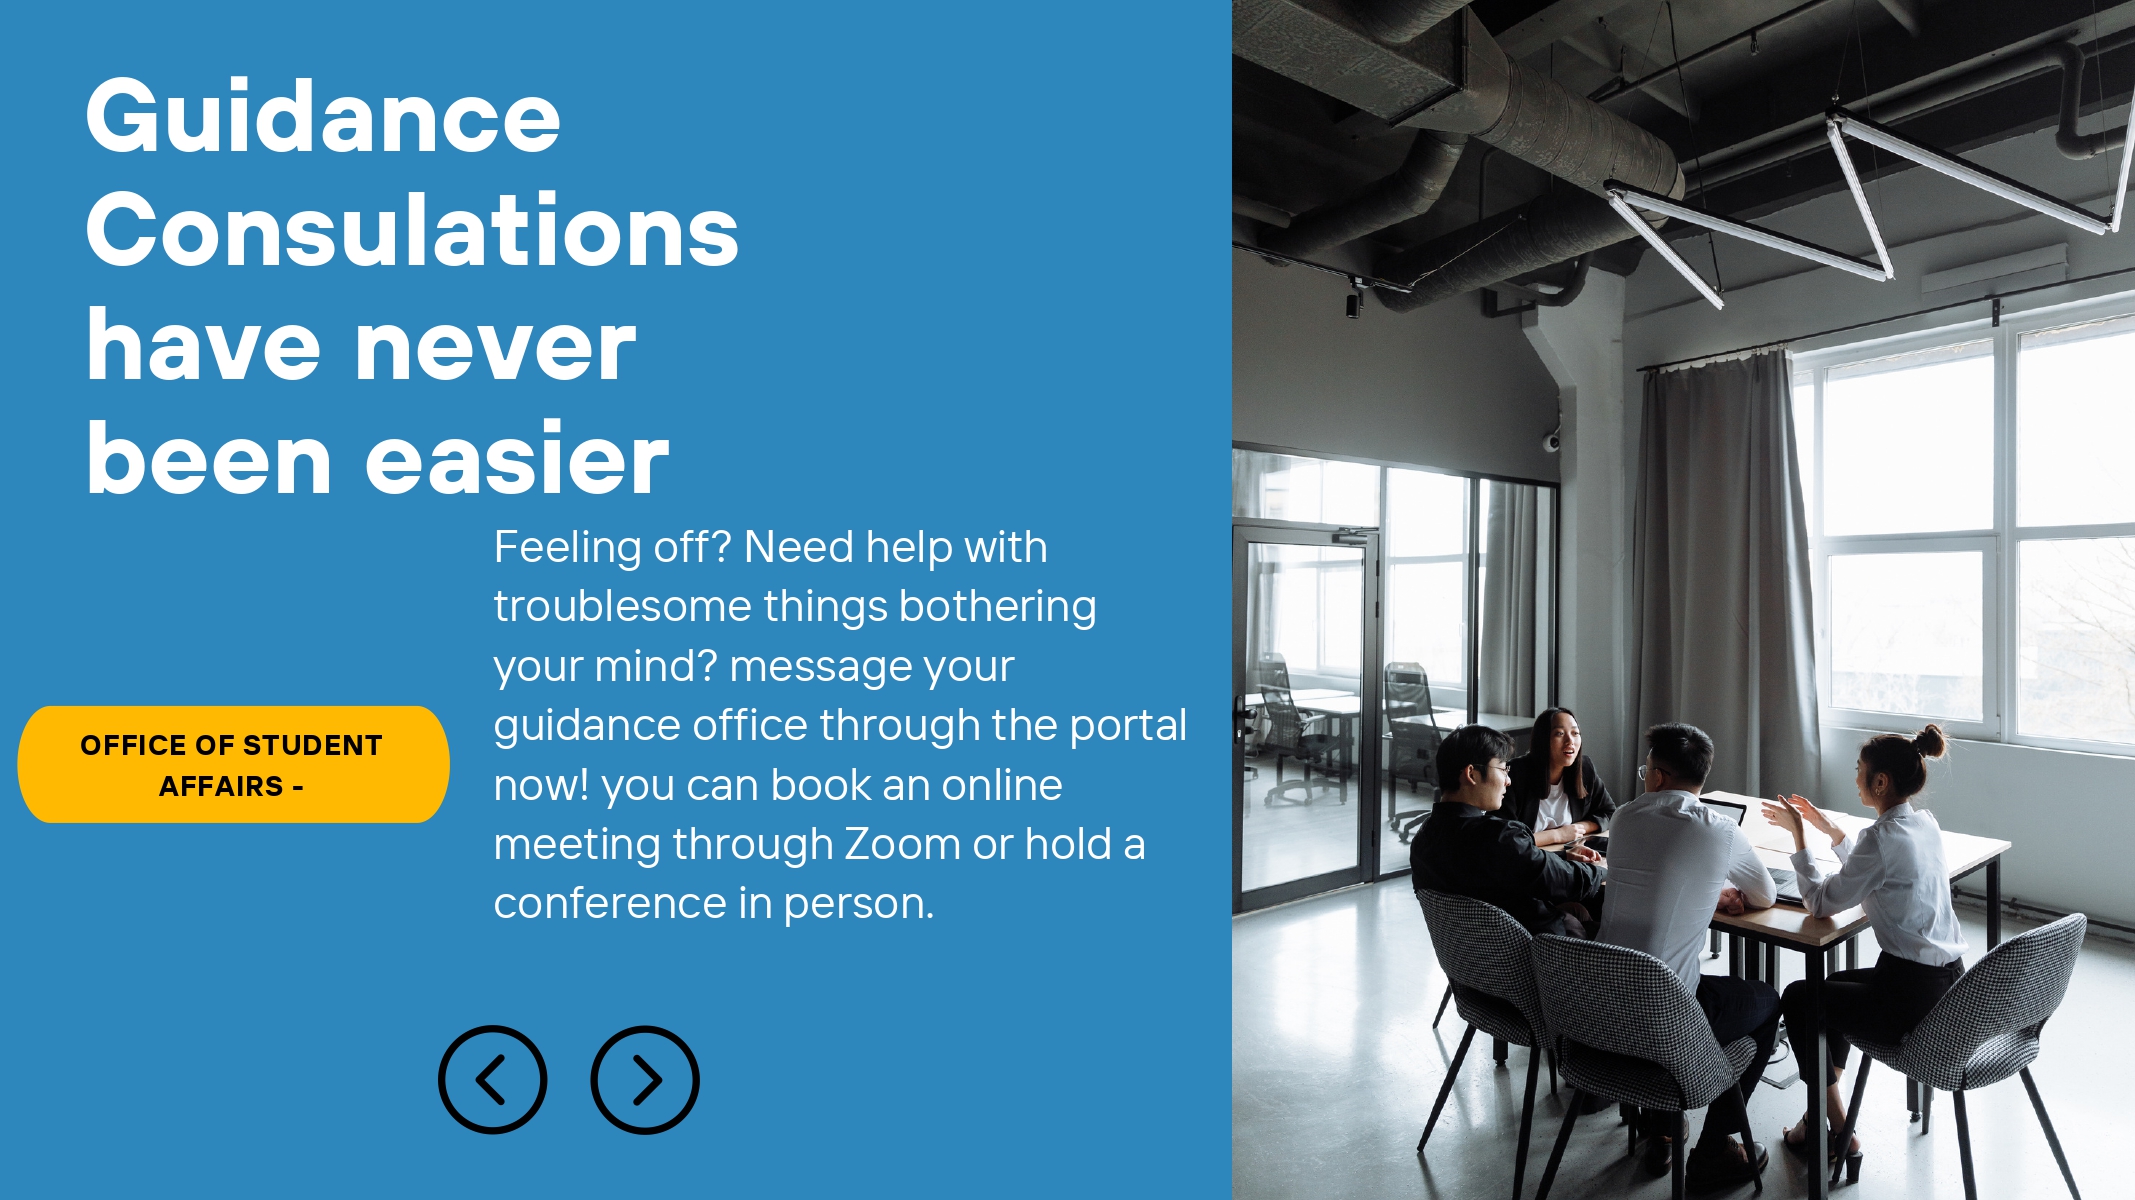 Guidance
Consulations
have never
been easier
Feeling off? Need help with
troublesome things bothering
your mind? message your
guidance office through the portal
now! you can book an online
meeting through Zoom or hold a
conference in person.
OFFICE OF STUDENT
AFFAIRS -